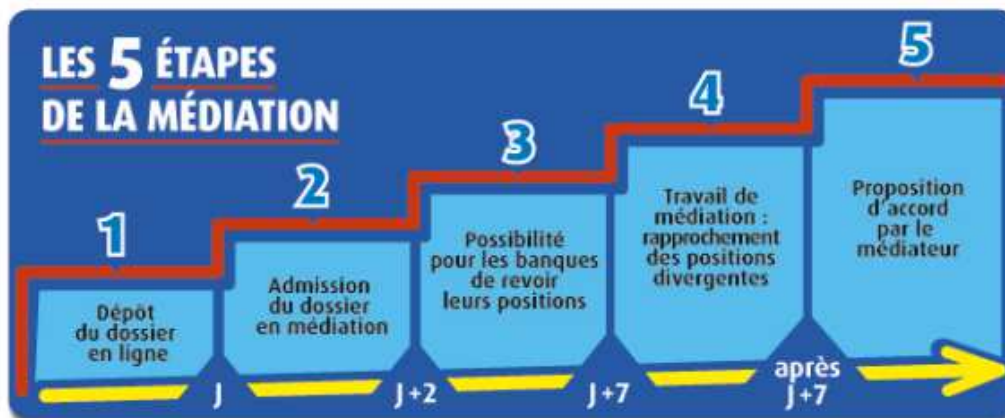 LES 5 ÉTAPES
DE LA MÉDIATION
1
Dépôt
du dossier
en ligne
2
Admission
du dossier
en médiation
3
Possibilité
pour les banques
de revoir
leurs positions
4
Travail de
médiation :
rapprochement
des positions
divergentes
5
Proposition
d'accord
par le
médiateur
J
J+2
J+7
après
J+7